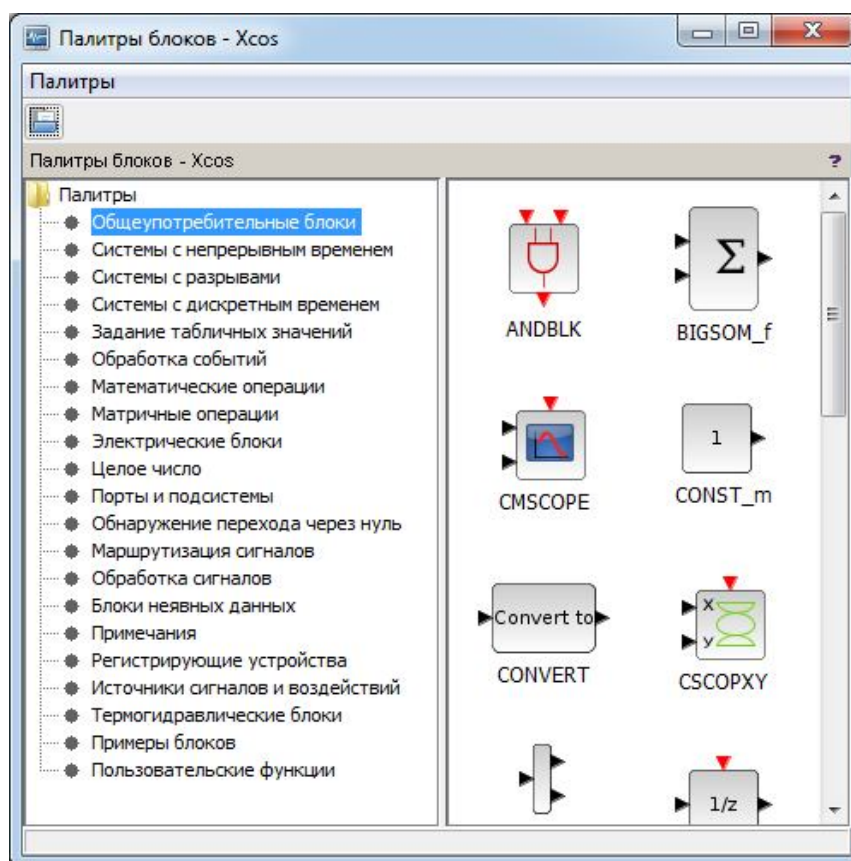 Палитры блоков - Xcos
Палитры
Палитры блоков - Xcos ?
Палитры
Общеупотребительные блоки
Системы с непрерывным временем
Системы с разрывами
Системы с дискретным временем
Задание табличных значений
Обработка событий
Математические операции
Матричные операции
Электрические блоки
Целое число
Порты и подсистемы
Обнаружение перехода через нуль
Маршрутизация сигналов
Обработка сигналов
Блоки неявных данных
Примечания
Регистрирующие устройства
Источники сигналов и воздействий
Термогидравлические блоки
Примеры блоков
Пользовательские функции
Σ
ANDBLK BIGSOM_f
1
CMSCOPE CONST_m
Convert to
X
Y
CONVERT CSCOPXY
1/z